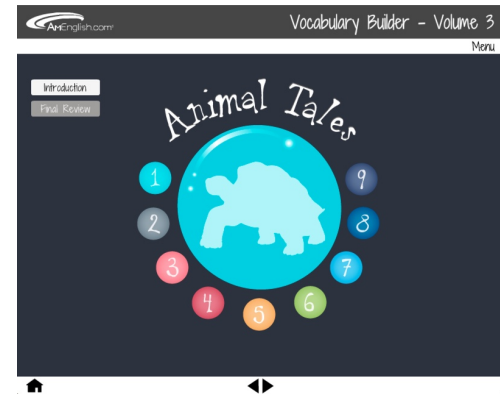 AmEnglish.com
Vocabulary Builder - Volume 3
Menu
Introduction
Final Review
Animal Tales
1
2
3
4
5
6
7
8
9